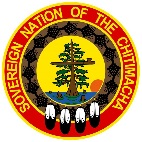 SOVEREIGN NATION OF THE CHITIMACHA